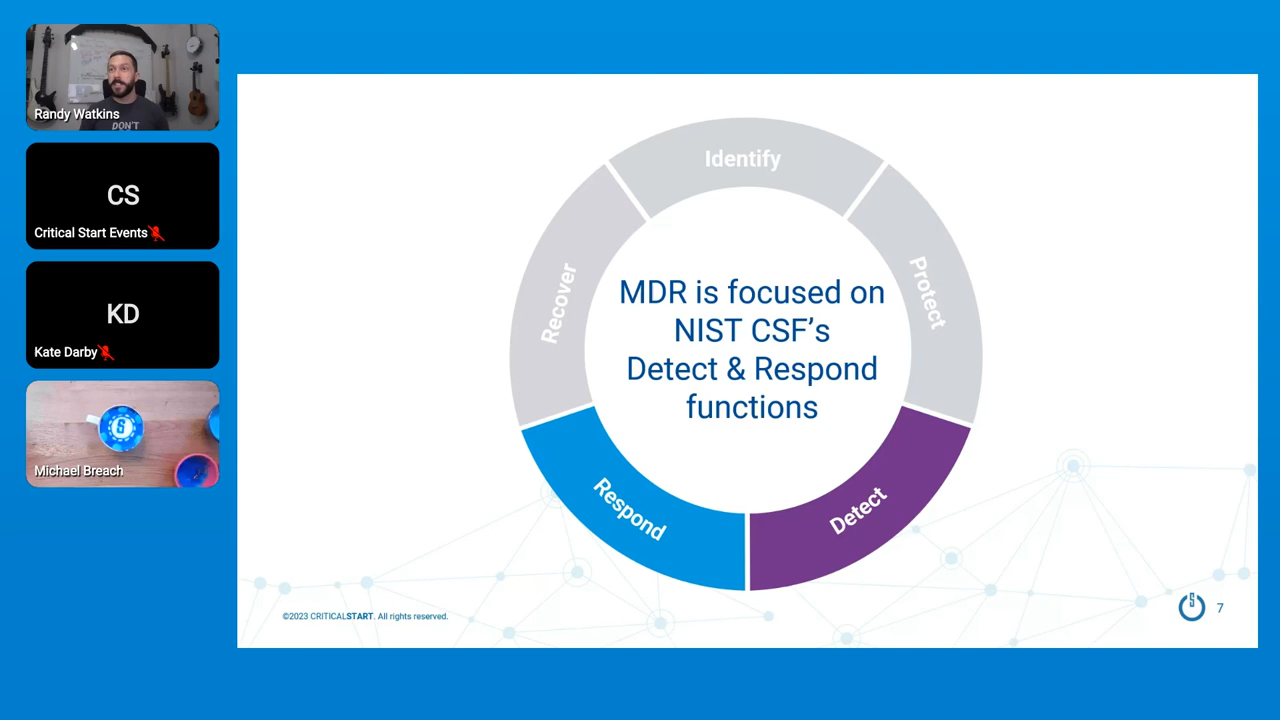 Randy Watkins
DON'T
CS
Critical Start Events
KD
Kate Darby
Michael Breach
Identify
Protect
Detect
Respond
Recover
MDR is focused on
NIST CSF's
Detect & Respond
functions
©2023 CRITICALSTART. All rights reserved.
7